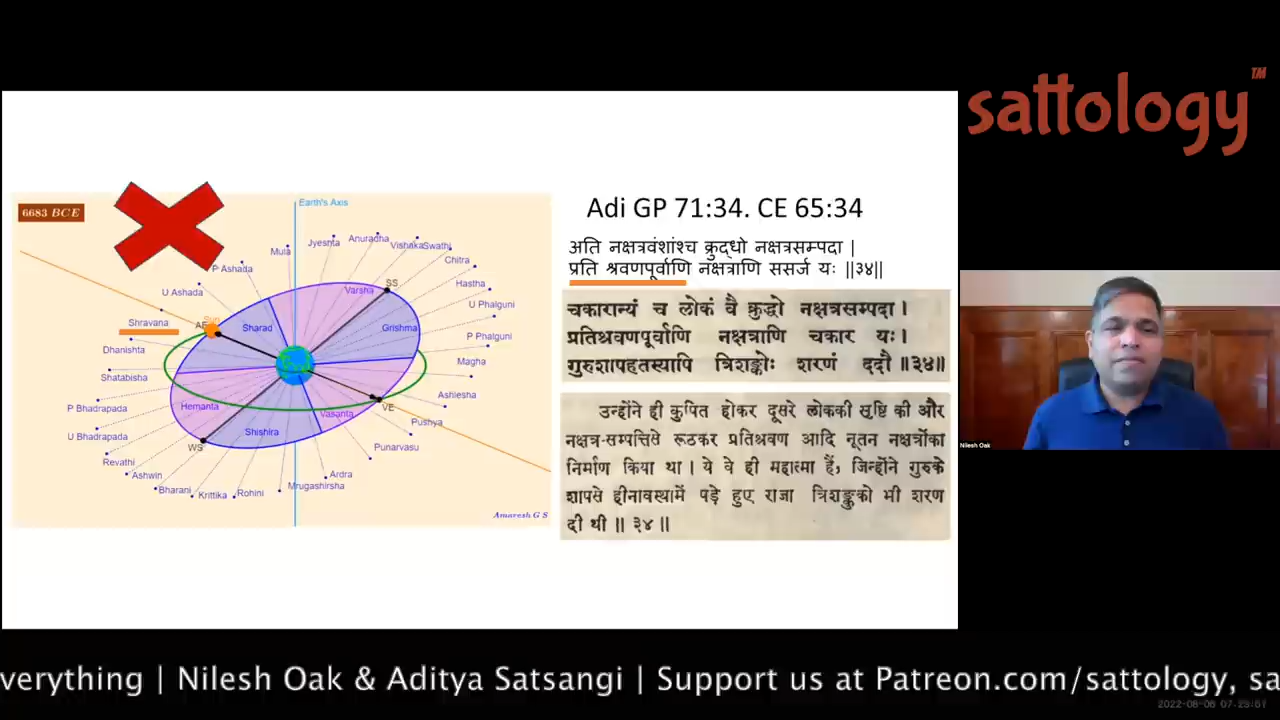 sattology™
6683 BCE
Earth's Axis
Mula
Jyeshta
Anuradha
Vishaka
Swathi
Chitra
P Ashada
Hastha
U Ashada
Varsha
SS
U Phalguni
Shravana
Sun
AE
Sharad
Grishma
P Phalguni
Dhanishta
Magha
Shatabisha
Ashlesha
P Bhadrapada
Hemanta
Vasanta
VE
Pushya
U Bhadrapada
WS
Shishira
Punarvasu
Revathi
Ashwin
Ardra
Bharani
Krittika
Rohini
Mrugashirsha
Amaresh G S
Adi GP 71:34. CE 65:34
अति नक्षत्रवंशांश्च क्रुद्धो नक्षत्रसम्पदा |
प्रति श्रवणपूर्वाणि नक्षत्राणि ससर्ज यः ||३४||
चकारान्यं च लोकं वै क्रुद्धो नक्षत्रसम्पदा।
प्रतिश्रवणपूर्वाणि नक्षत्राणि चकार यः।
गुरुशापहतस्यापि त्रिशङ्कोः शरणं ददौ॥३४॥
उन्होंने ही कुपित होकर दूसरे लोककी सृष्टि की और
नक्षत्र-सम्पत्तिसे रूठकर प्रतिश्रवण आदि नूतन नक्षत्रोंका
निर्माण किया था। ये वे ही महात्मा हैं, जिन्होंने गुरुके
शापसे हीनावस्थामें पड़े हुए राजा त्रिशङ्कुको भी शरण
दी थी॥३४॥
Nilesh Oak
verything | Nilesh Oak & Aditya Satsangi | Support us at Patreon.com/sattology, sa
2022-08-06